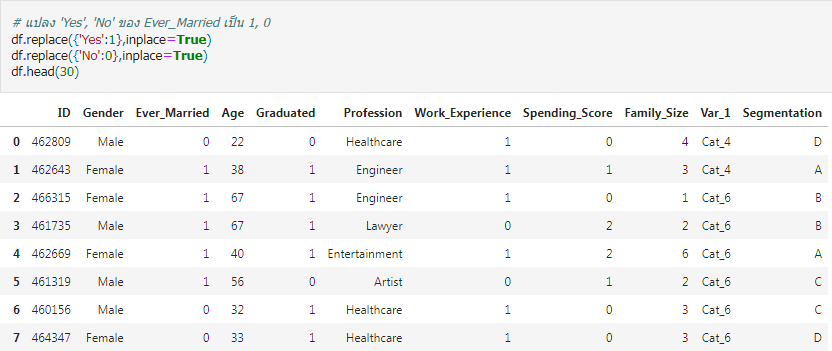 # แปลง 'Yes', 'No' ของ Ever_Married เป็น 1, 0
df.replace({'Yes':1},inplace=True)
df.replace({'No':0},inplace=True)
df.head(30)
ID Gender Ever_Married Age Graduated Profession Work_Experience Spending_Score Family_Size Var_1 Segmentation
0 462809 Male 0 22 0 Healthcare 1 0 4 Cat_4 D
1 462643 Female 1 38 1 Engineer 1 1 3 Cat_4 A
2 466315 Female 1 67 1 Engineer 1 0 1 Cat_6 B
3 461735 Male 1 67 1 Lawyer 0 2 2 Cat_6 B
4 462669 Female 1 40 1 Entertainment 1 2 6 Cat_6 A
5 461319 Male 1 56 0 Artist 0 1 2 Cat_6 C
6 460156 Male 0 32 1 Healthcare 1 0 3 Cat_6 C
7 464347 Female 0 33 1 Healthcare 1 0 3 Cat_6 D